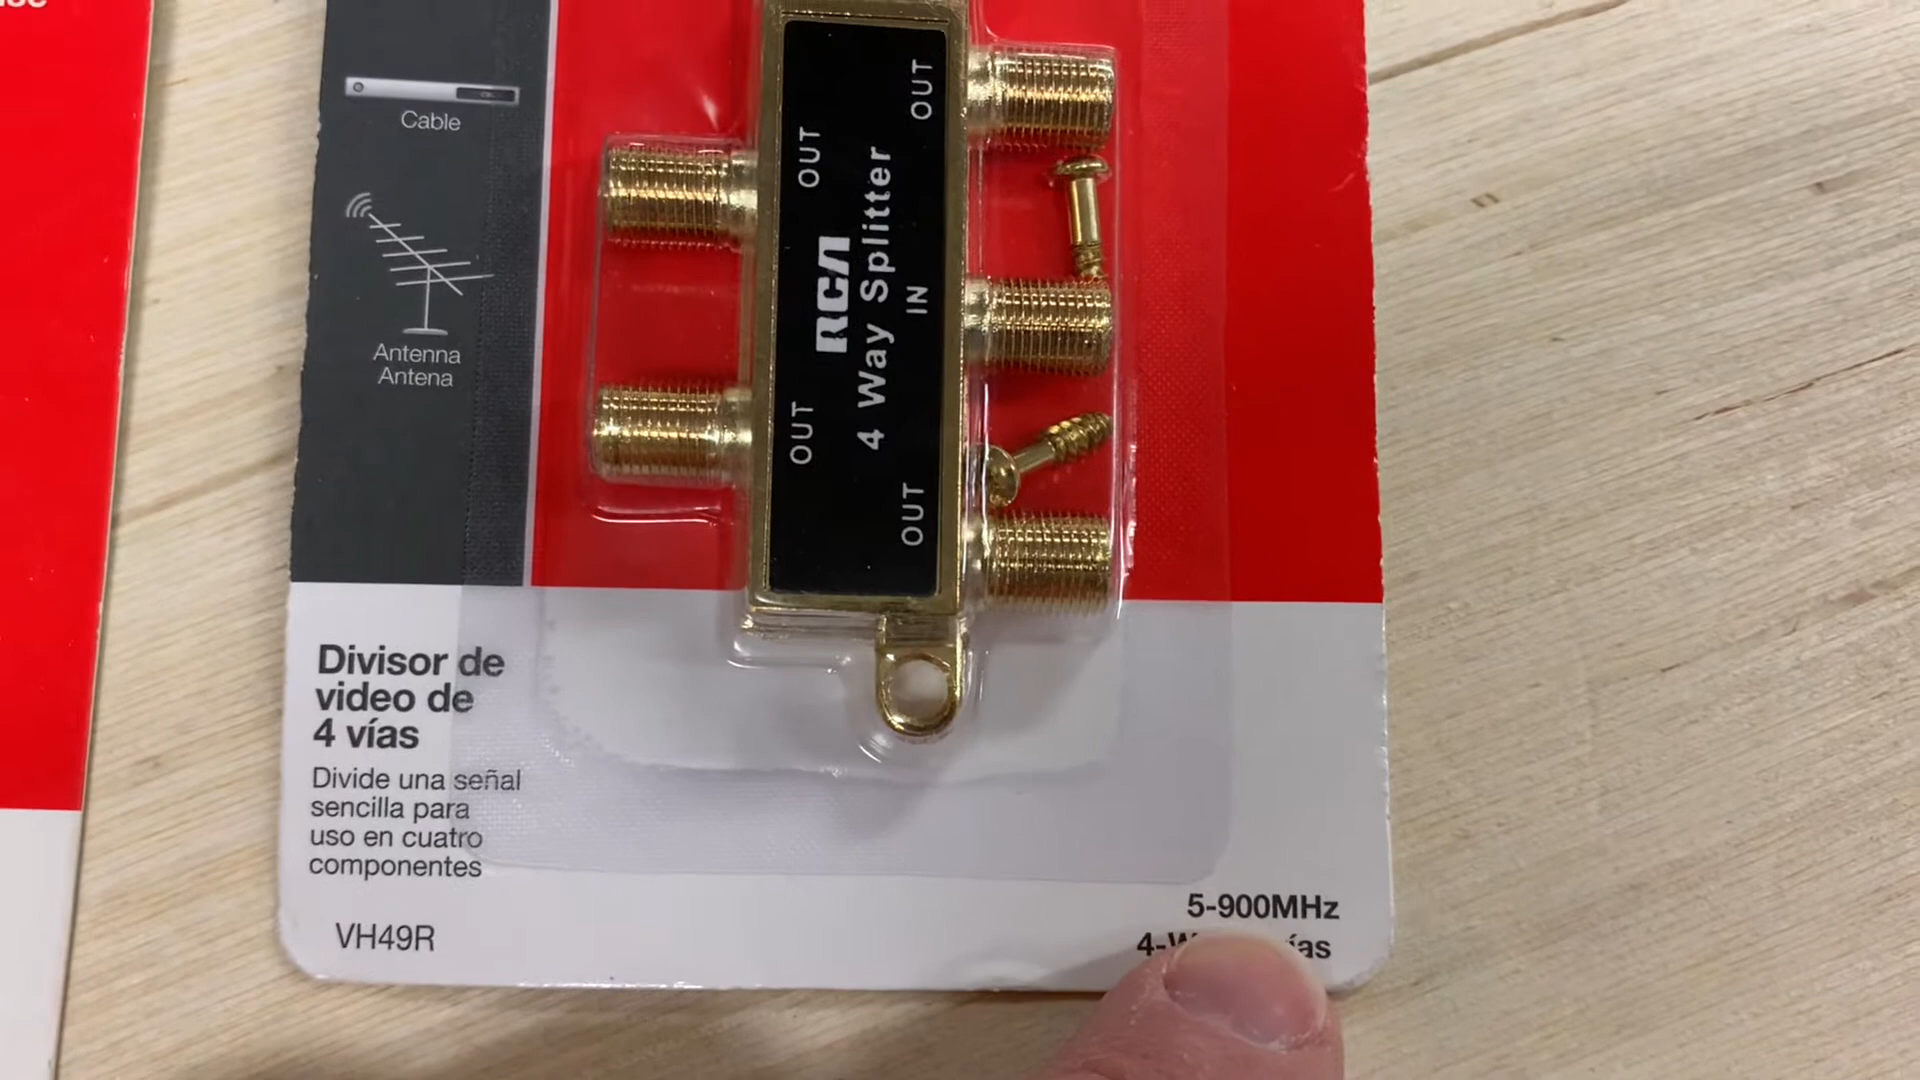 Cable
Antenna
Antena
OUT
OUT
RCA
4 Way Splitter
IN
OUT
OUT
Divisor de
video de
4 vías
Divide una señal
sencilla para
uso en cuatro
componentes
VH49R
5-900MHz